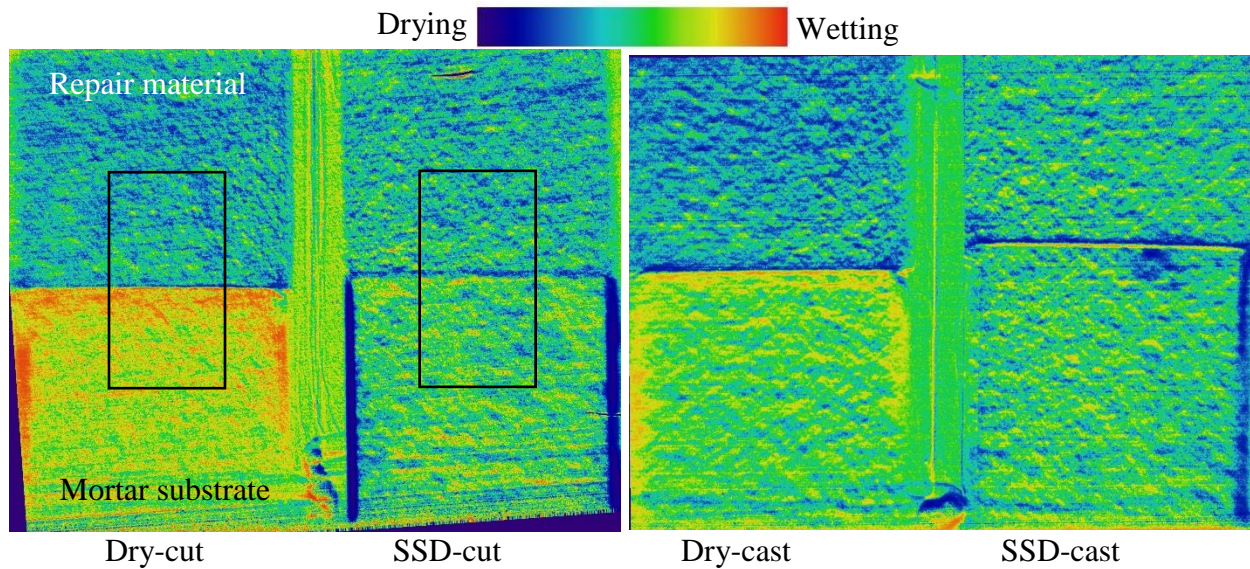 Drying Wetting
Repair material
Mortar substrate
Dry-cut SSD-cut Dry-cast SSD-cast